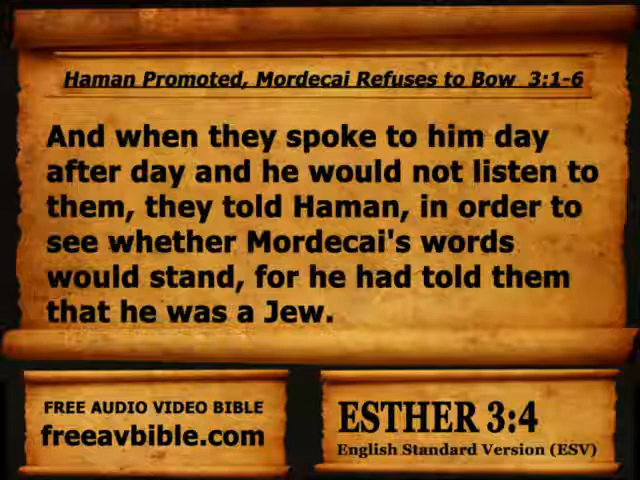 Haman Promoted, Mordecai Refuses to Bow 3:1-6
And when they spoke to him day
after day and he would not listen to
them, they told Haman, in order to
see whether Mordecai's words
would stand, for he had told them
that he was a Jew.
FREE AUDIO VIDEO BIBLE
freeavbible.com
ESTHER 3:4
English Standard Version (ESV)